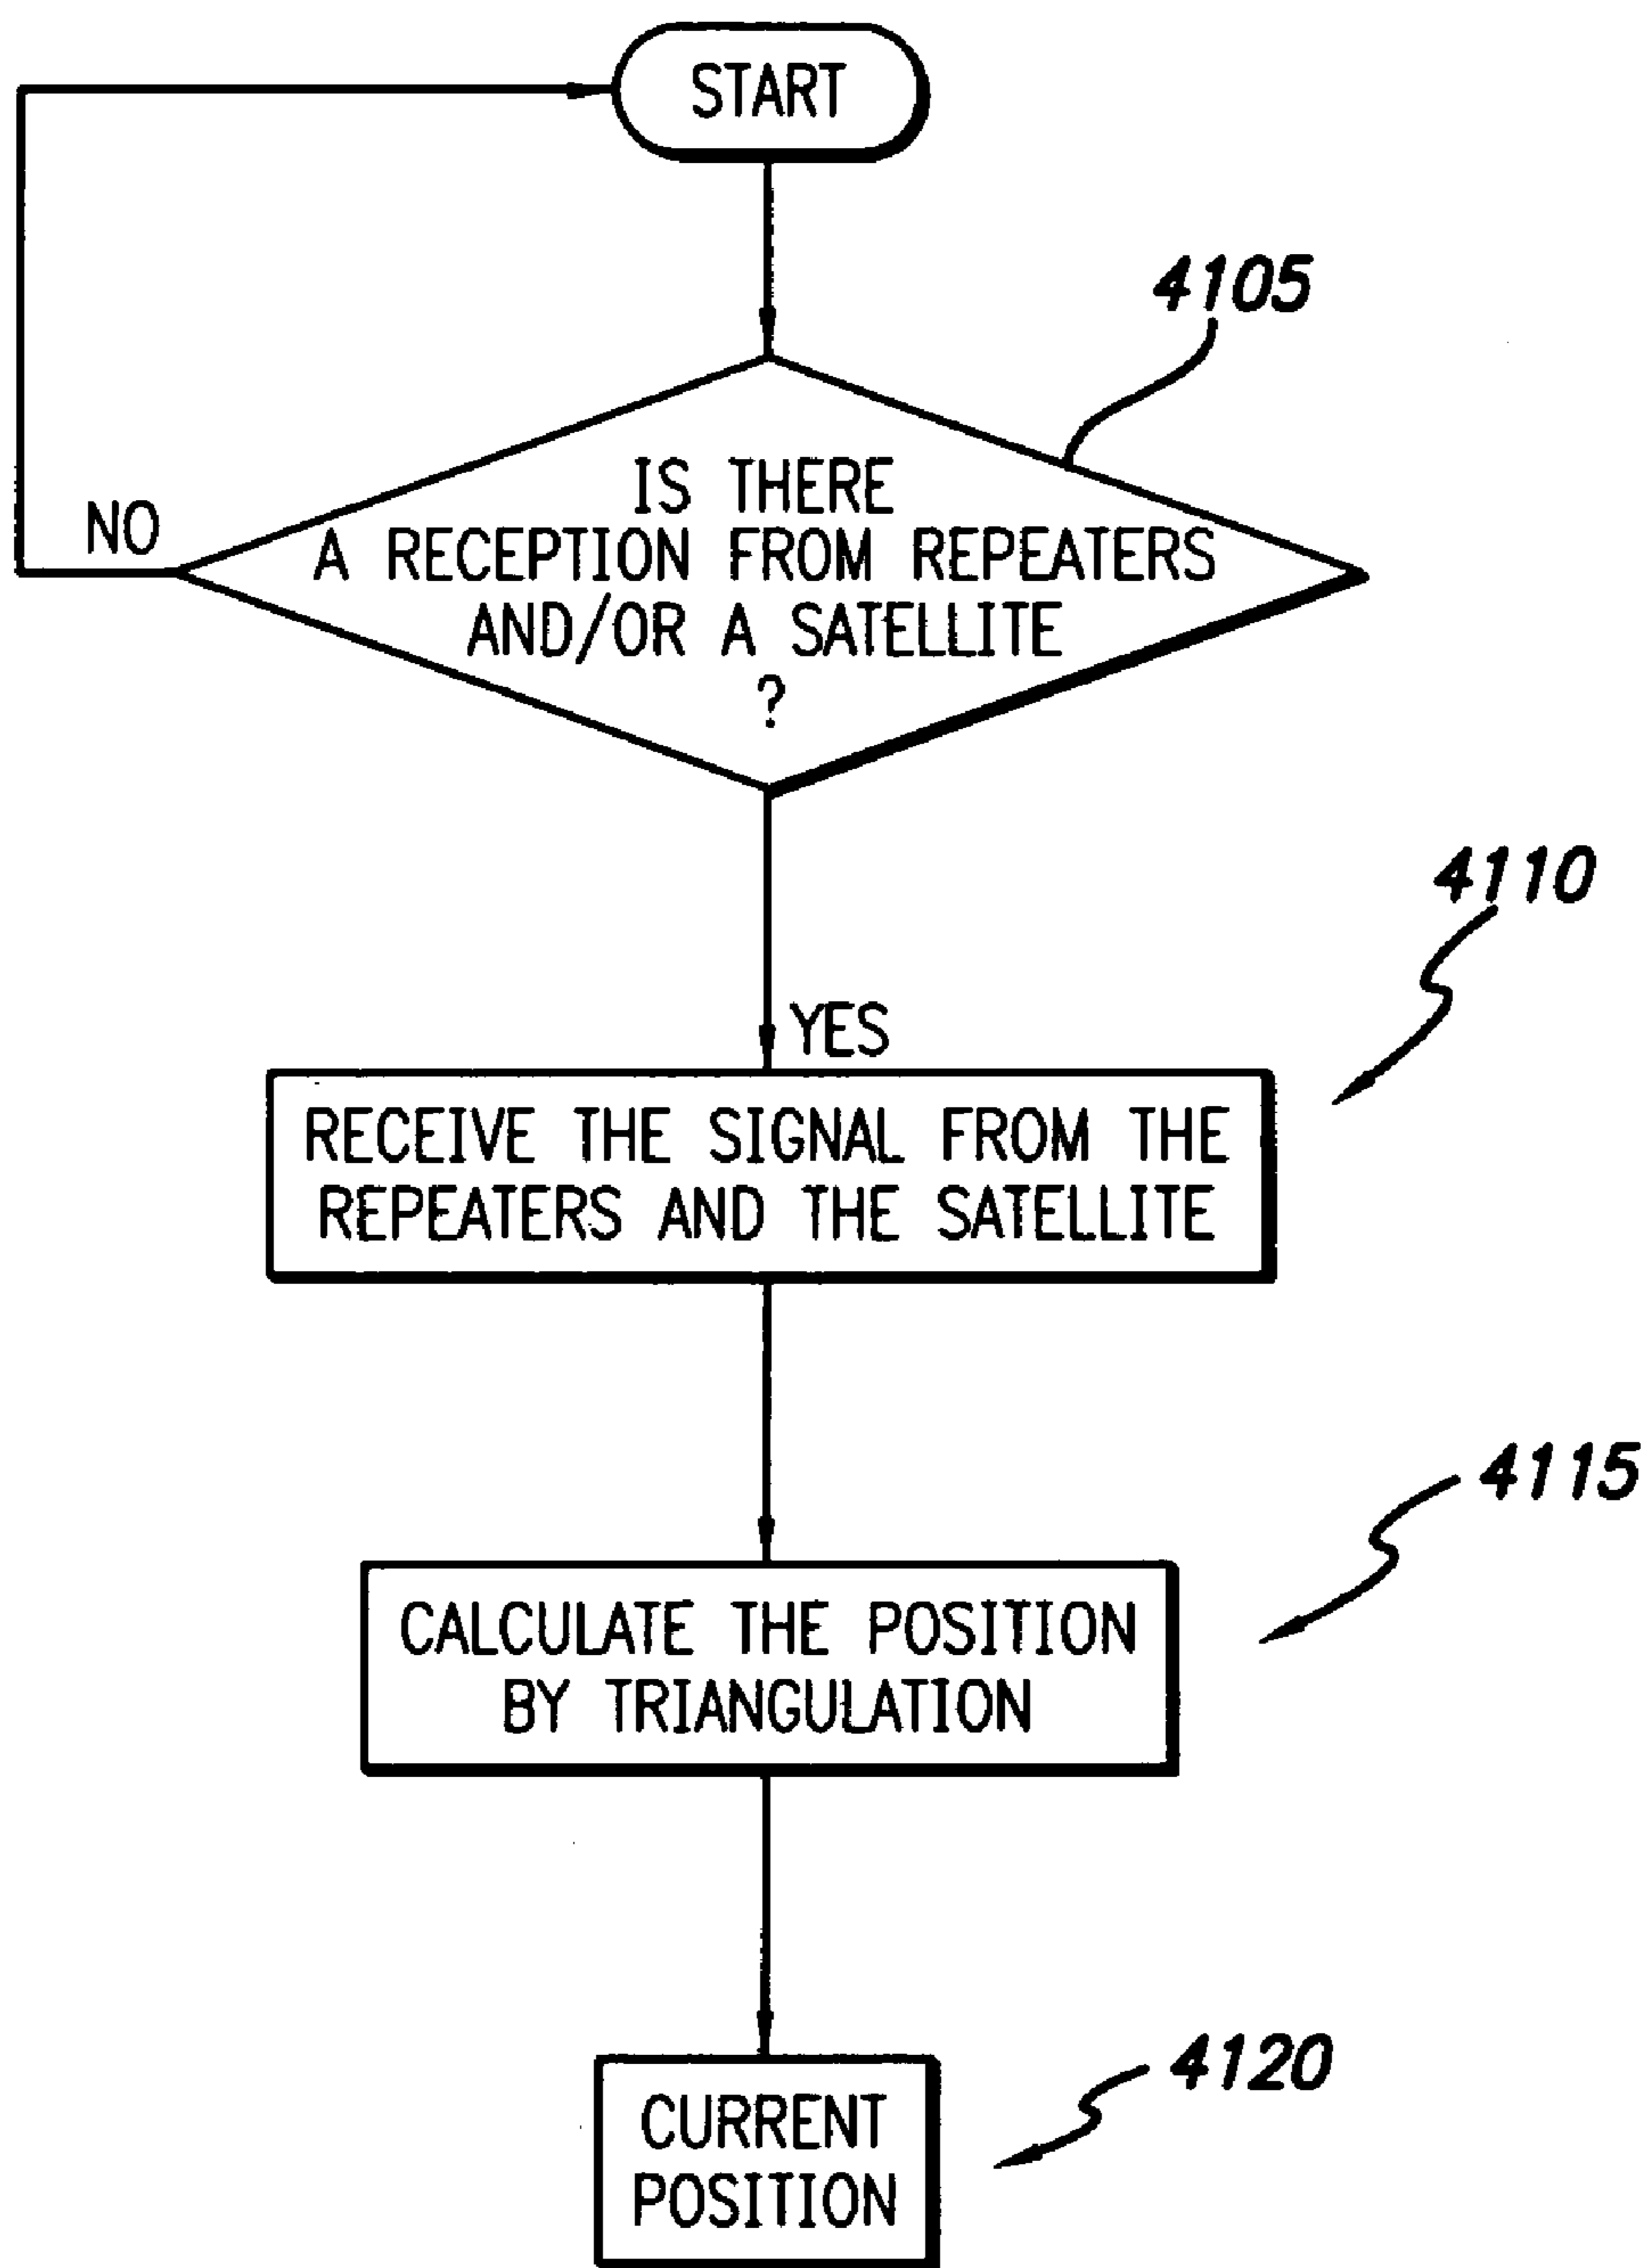 START
4105
IS THERE
A RECEPTION FROM REPEATERS
AND/OR A SATELLITE
?
NO
4110
YES
RECEIVE THE SIGNAL FROM THE
REPEATERS AND THE SATELLITE
4115
CALCULATE THE POSITION
BY TRIANGULATION
4120
CURRENT
POSITION